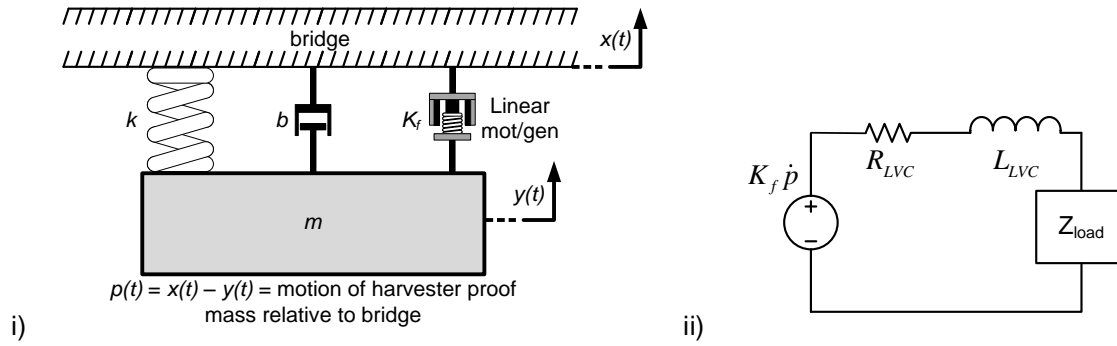 bridge
x(t)
k
b
K_f
Linear
mot/gen
y(t)
m
p(t) = x(t) – y(t) = motion of harvester proof
mass relative to bridge
i)
K_f ṗ
+
−
R_LVC
L_LVC
Z_load
ii)